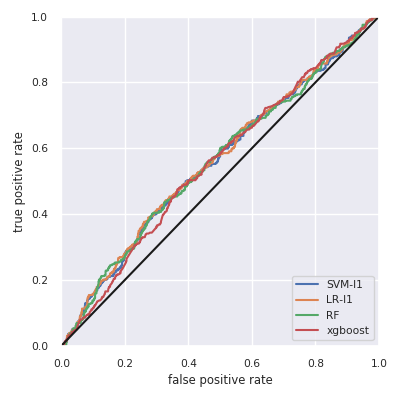 1.0
0.8
0.6
0.4
0.2
0.0
true positive rate
0.0 0.2 0.4 0.6 0.8 1.0
false positive rate
SVM-l1
LR-l1
RF
xgboost